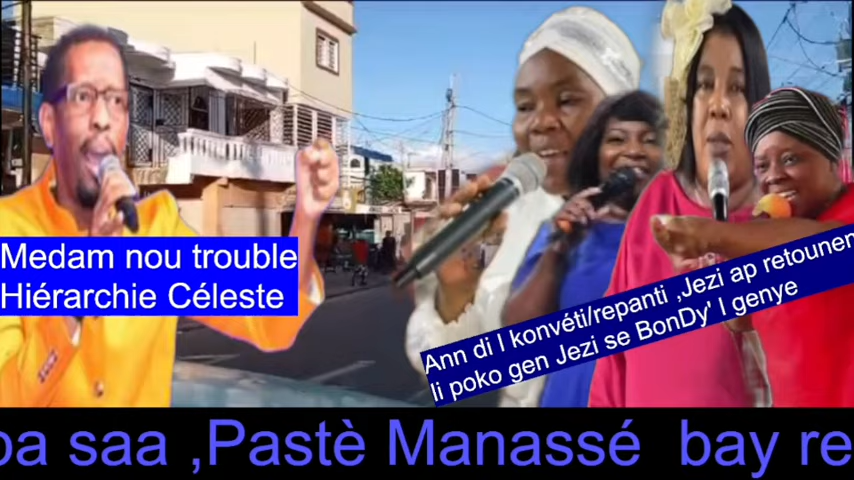 Medam nou trouble
Hiérarchie Céleste
Ann di l konvéti/repanti ,Jezi ap retounen
li poko gen Jezi se BonDy' l genye
pa saa ,Pastè Manassé bay re